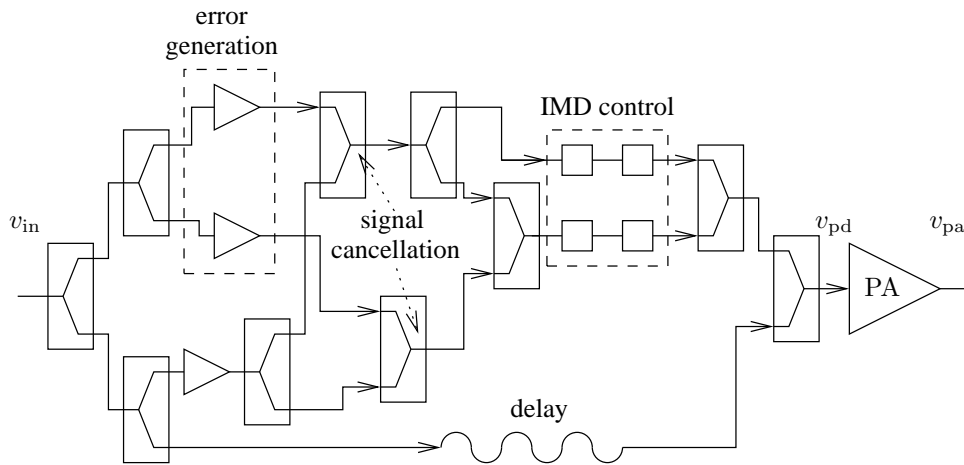 error
generation
IMD control
signal
cancellation
v_in
v_pd
v_pa
PA
delay